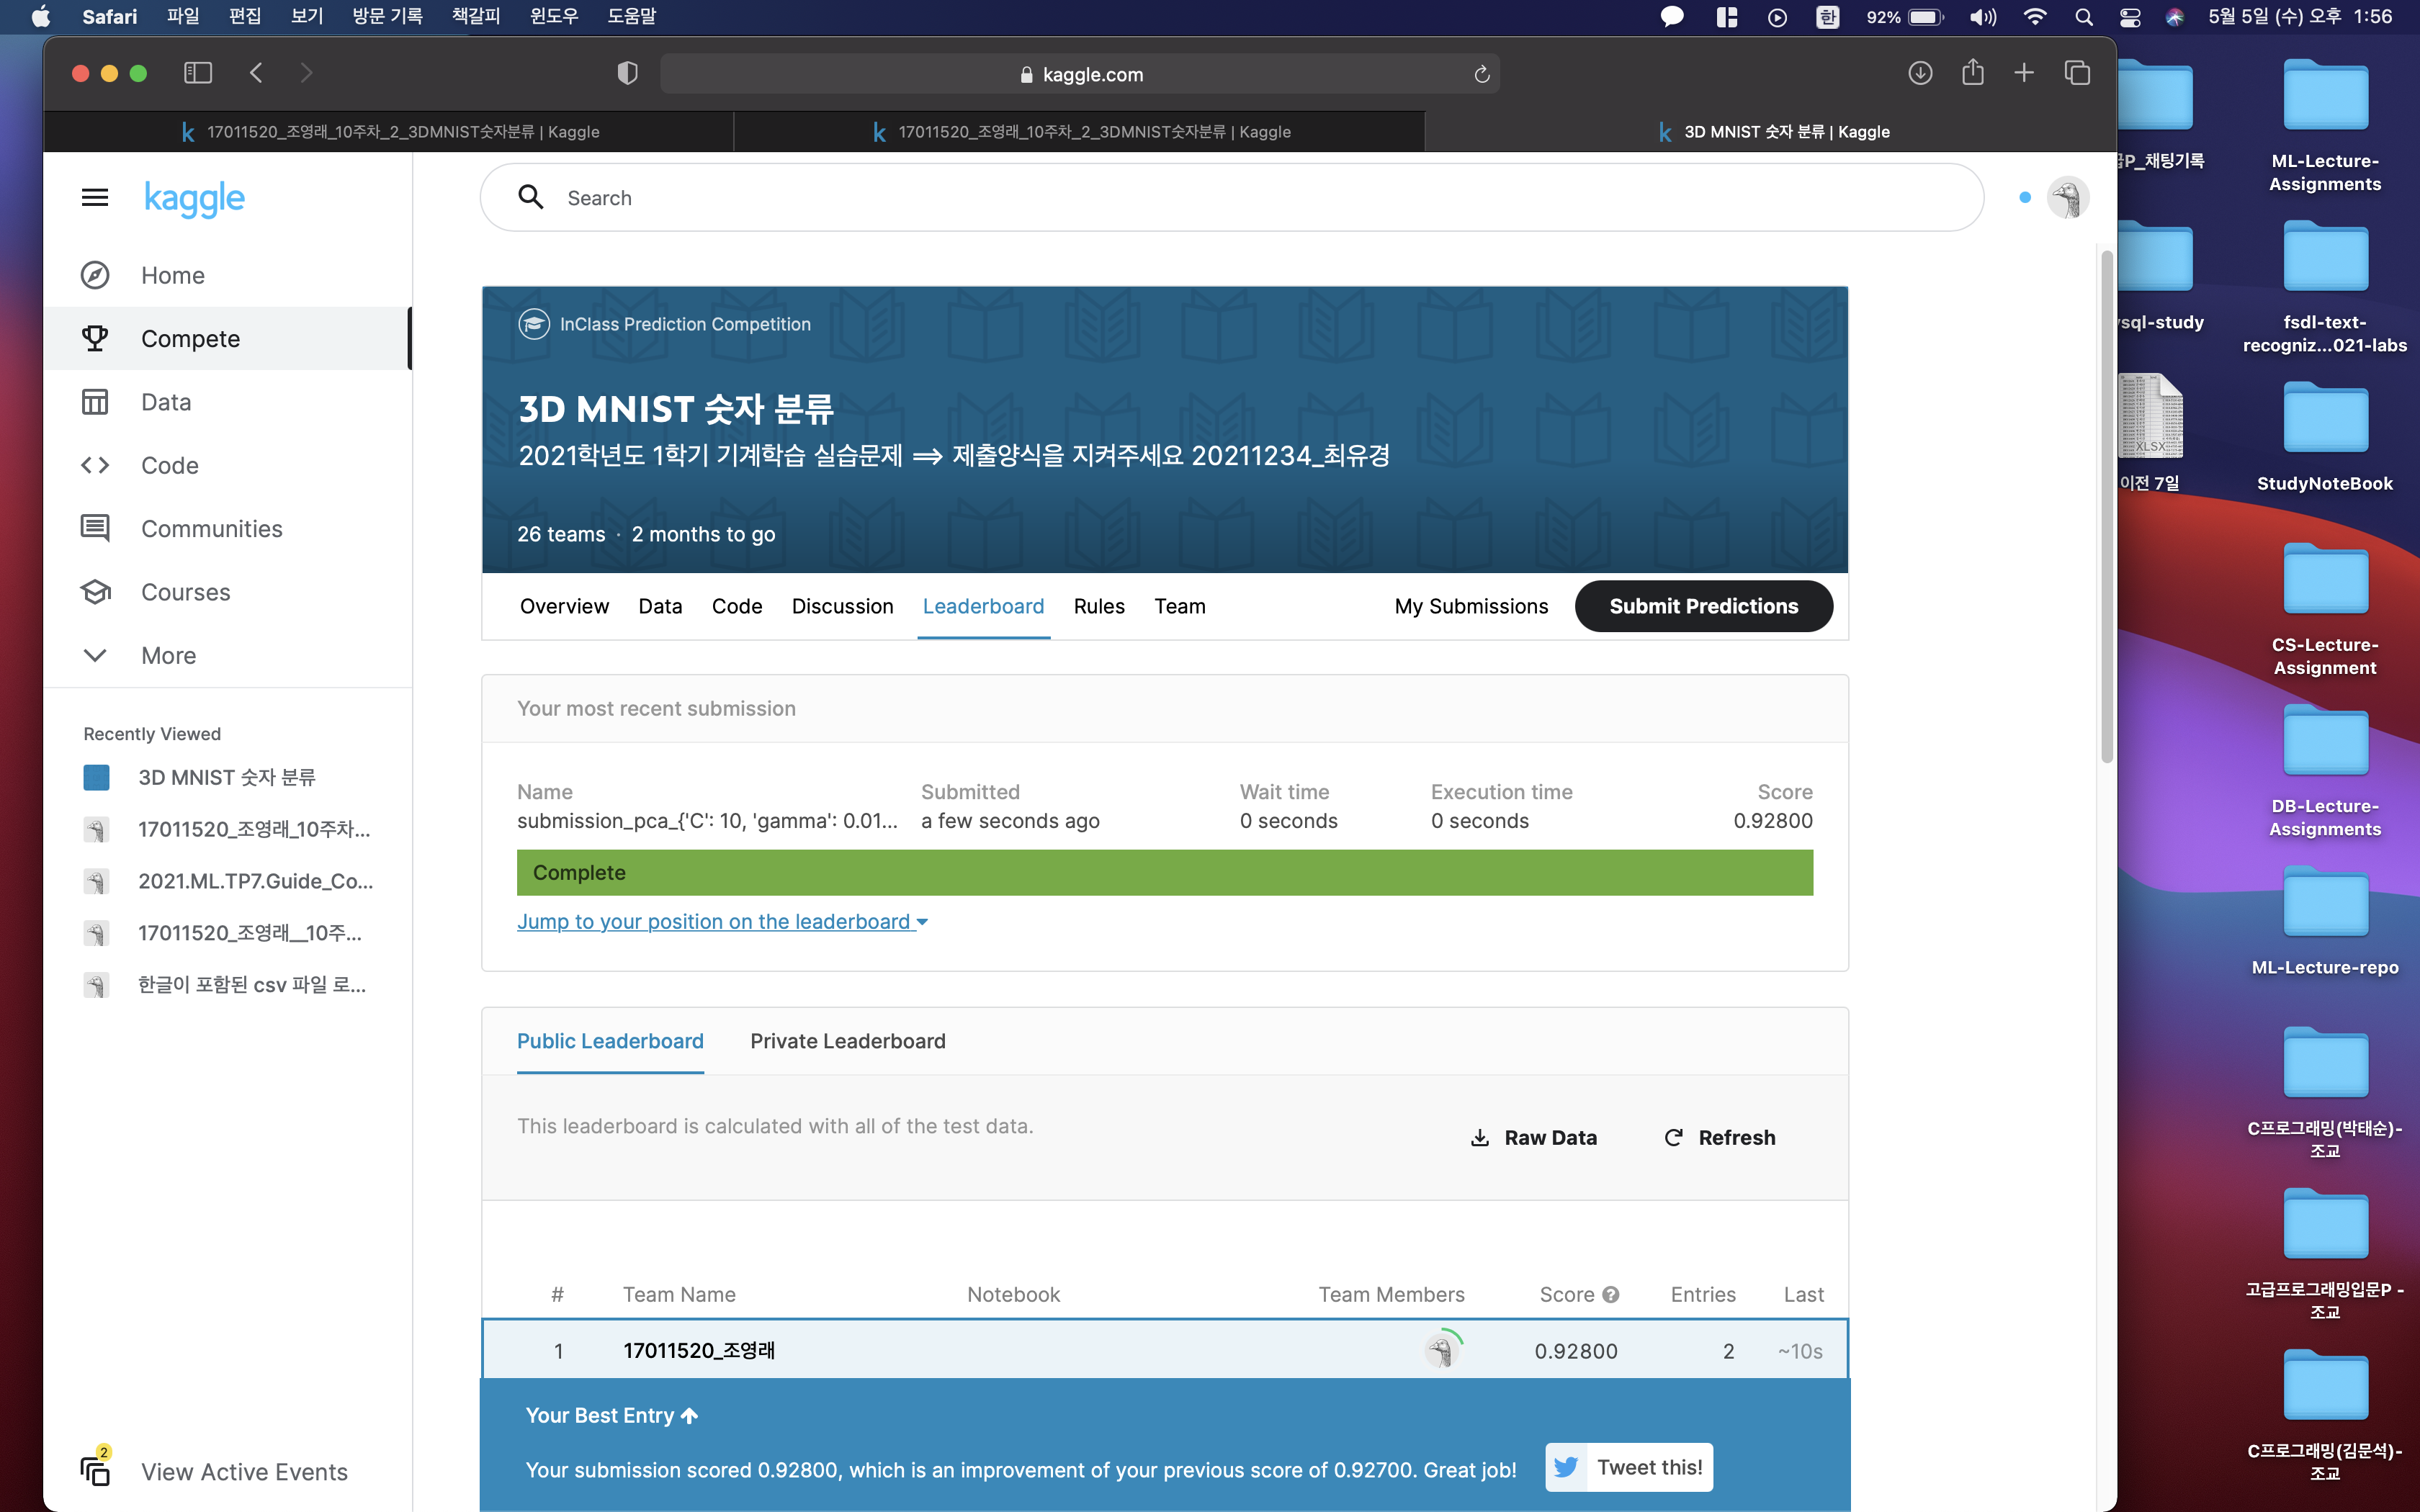 Safari 파일 편집 보기 방문 기록 책갈피 윈도우 도움말 한 92% 5월 5일 (수) 오후 1:56
kaggle.com
17011520_조영래_10주차_2_3DMNIST숫자분류 | Kaggle
17011520_조영래_10주차_2_3DMNIST숫자분류 | Kaggle
3D MNIST 숫자 분류 | Kaggle
kaggle
Search
Home
Compete
Data
Code
Communities
Courses
More
Recently Viewed
3D MNIST 숫자 분류
17011520_조영래_10주차...
2021.ML.TP7.Guide_Co...
17011520_조영래__10주...
한글이 포함된 csv 파일 로...
2
View Active Events
InClass Prediction Competition
3D MNIST 숫자 분류
2021학년도 1학기 기계학습 실습문제 ==> 제출양식을 지켜주세요 20211234_최유경
26 teams · 2 months to go
Overview Data Code Discussion Leaderboard Rules Team My Submissions Submit Predictions
Your most recent submission
Name Submitted Wait time Execution time Score
submission_pca_{'C': 10, 'gamma': 0.01... a few seconds ago 0 seconds 0 seconds 0.92800
Complete
Jump to your position on the leaderboard
Public Leaderboard Private Leaderboard
This leaderboard is calculated with all of the test data.
Raw Data Refresh
# Team Name Notebook Team Members Score Entries Last
1 17011520_조영래 0.92800 2 ~10s
Your Best Entry
Your submission scored 0.92800, which is an improvement of your previous score of 0.92700. Great job!
Tweet this!
P_채팅기록
sql-study
XLSX
이전 7일
ML-Lecture-
Assignments
fsdl-text-
recogniz...021-labs
StudyNoteBook
CS-Lecture-
Assignment
DB-Lecture-
Assignments
ML-Lecture-repo
C프로그래밍(박태순)-
조교
고급프로그래밍입문P -
조교
C프로그래밍(김문석)-
조교